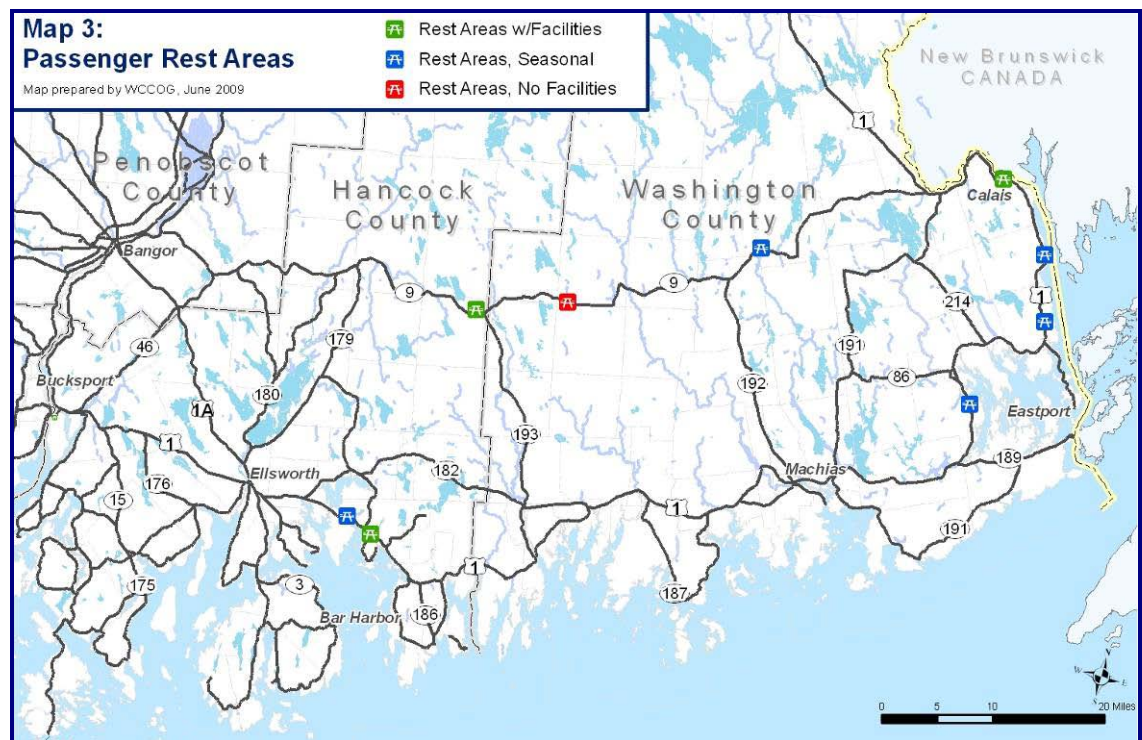 Map 3:
Passenger Rest Areas
Map prepared by WCCOG, June 2009
Rest Areas w/Facilities
Rest Areas, Seasonal
Rest Areas, No Facilities
New Brunswick
CANADA
1
Penobscot
County
Hancock
County
Washington
County
Calais
Bangor
9
9
1
214
179
46
191
Bucksport
180
192
86
1A
Eastport
193
1
Ellsworth
182
Machias
189
176
15
1
191
1
175
3
187
186
Bar Harbor
N
W
E
S
0
5
10
20 Miles